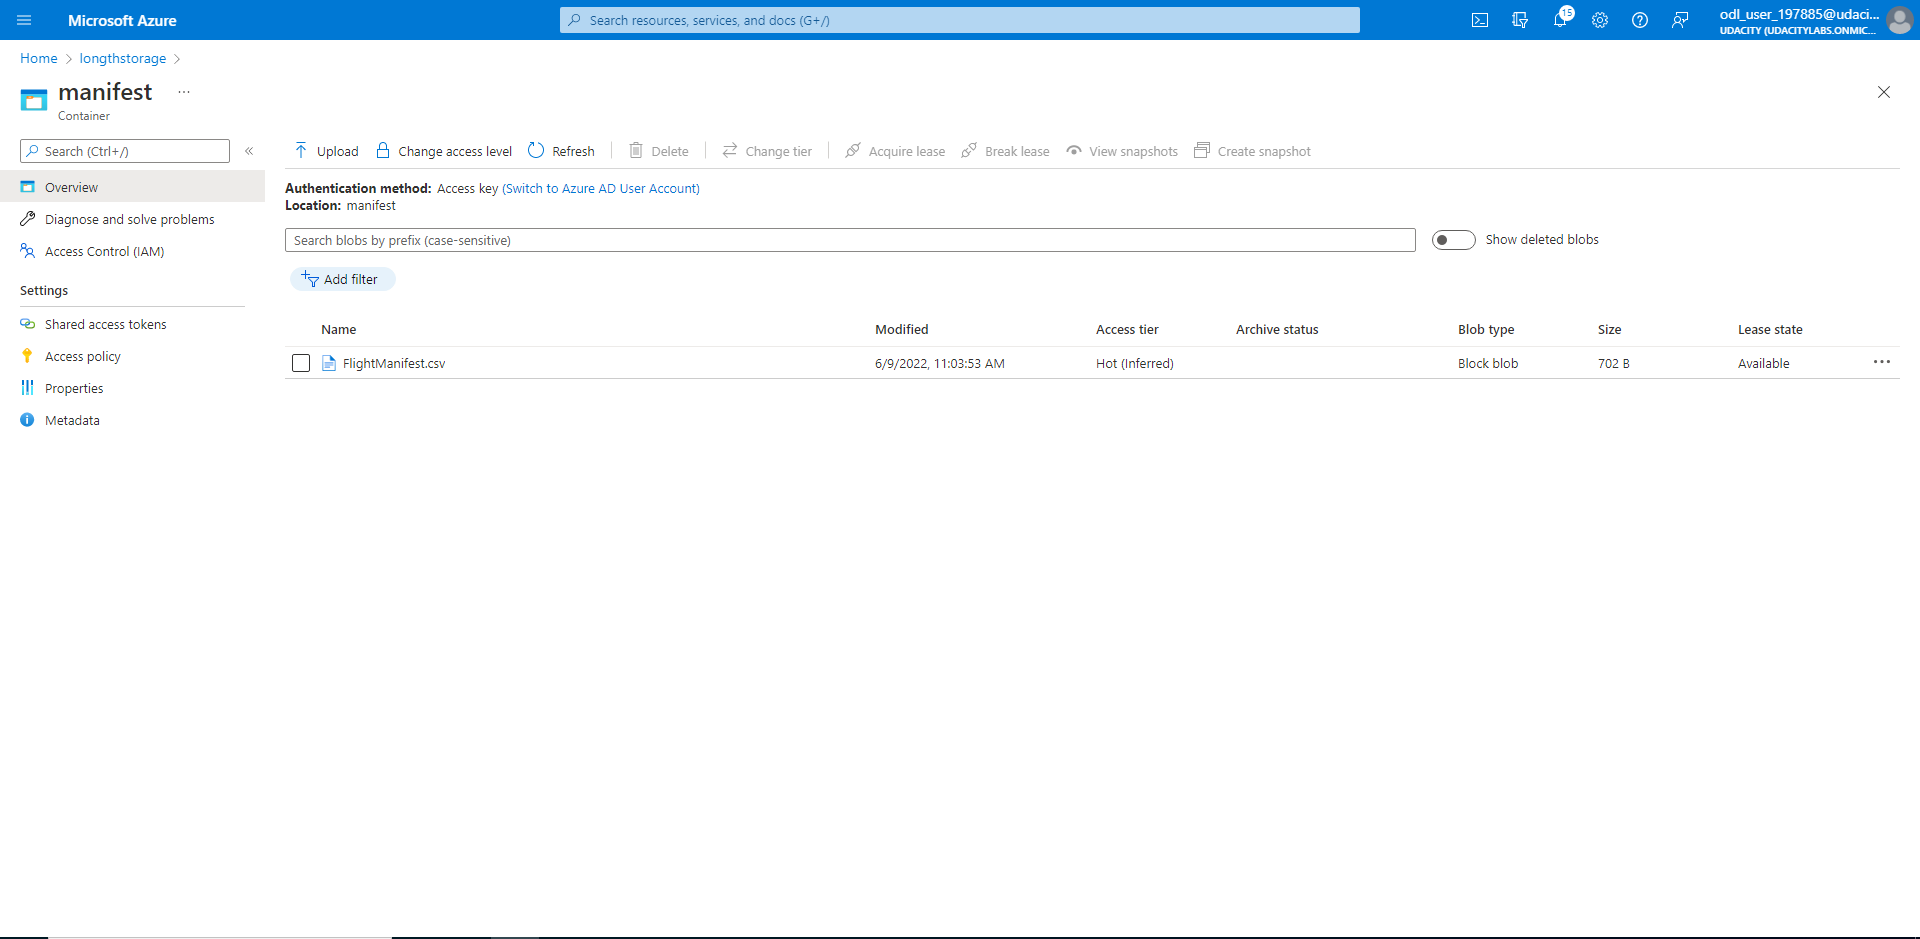 Microsoft Azure
Search resources, services, and docs (G+/)
15
odl_user_197885@udaci...
UDACITY (UDACITYLABS.ONMIC...
Home > longthstorage >
manifest ...
Container
Search (Ctrl+/)
«
Upload Change access level Refresh Delete Change tier Acquire lease Break lease View snapshots Create snapshot
Overview
Diagnose and solve problems
Access Control (IAM)
Settings
Shared access tokens
Access policy
Properties
Metadata
Authentication method: Access key (Switch to Azure AD User Account)
Location: manifest
Search blobs by prefix (case-sensitive)
Show deleted blobs
Add filter
Name Modified Access tier Archive status Blob type Size Lease state
FlightManifest.csv 6/9/2022, 11:03:53 AM Hot (Inferred) Block blob 702 B Available ...